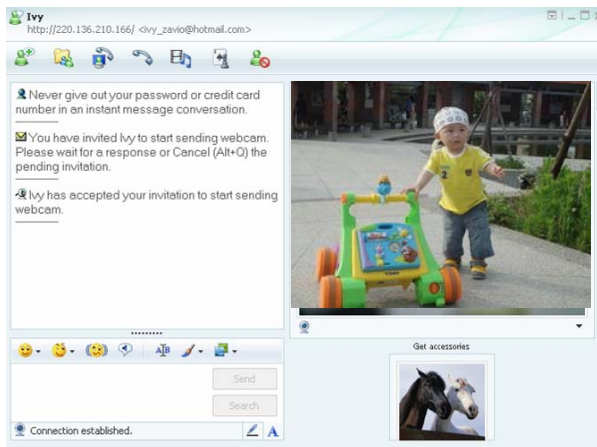 Ivy
http://220.136.210.166/ <ivy_zavio@hotmail.com>
Never give out your password or credit card
number in an instant message conversation.
You have invited Ivy to start sending webcam.
Please wait for a response or Cancel (Alt+Q) the
pending invitation.
Ivy has accepted your invitation to start sending
webcam.
Get accessories
Send
Search
Connection established.